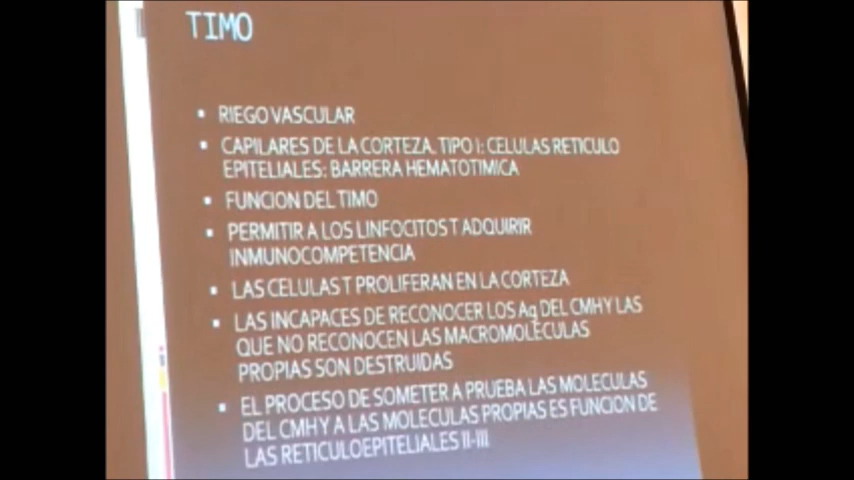 TIMO
▪ RIEGO VASCULAR
▪ CAPILARES DE LA CORTEZA. TIPO I: CELULAS RETICULO
EPITELIALES: BARRERA HEMATOTIMICA
▪ FUNCION DEL TIMO
▪ PERMITIR A LOS LINFOCITOS T ADQUIRIR
INMUNOCOMPETENCIA
▪ LAS CELULAS T PROLIFERAN EN LA CORTEZA
▪ LAS INCAPACES DE RECONOCER LOS Ag DEL CMH Y LAS
QUE NO RECONOCEN LAS MACROMOLECULAS
PROPIAS SON DESTRUIDAS
▪ EL PROCESO DE SOMETER A PRUEBA LAS MOLECULAS
DEL CMH Y A LAS MOLECULAS PROPIAS ES FUNCION DE
LAS RETICULOEPITELIALES II-III